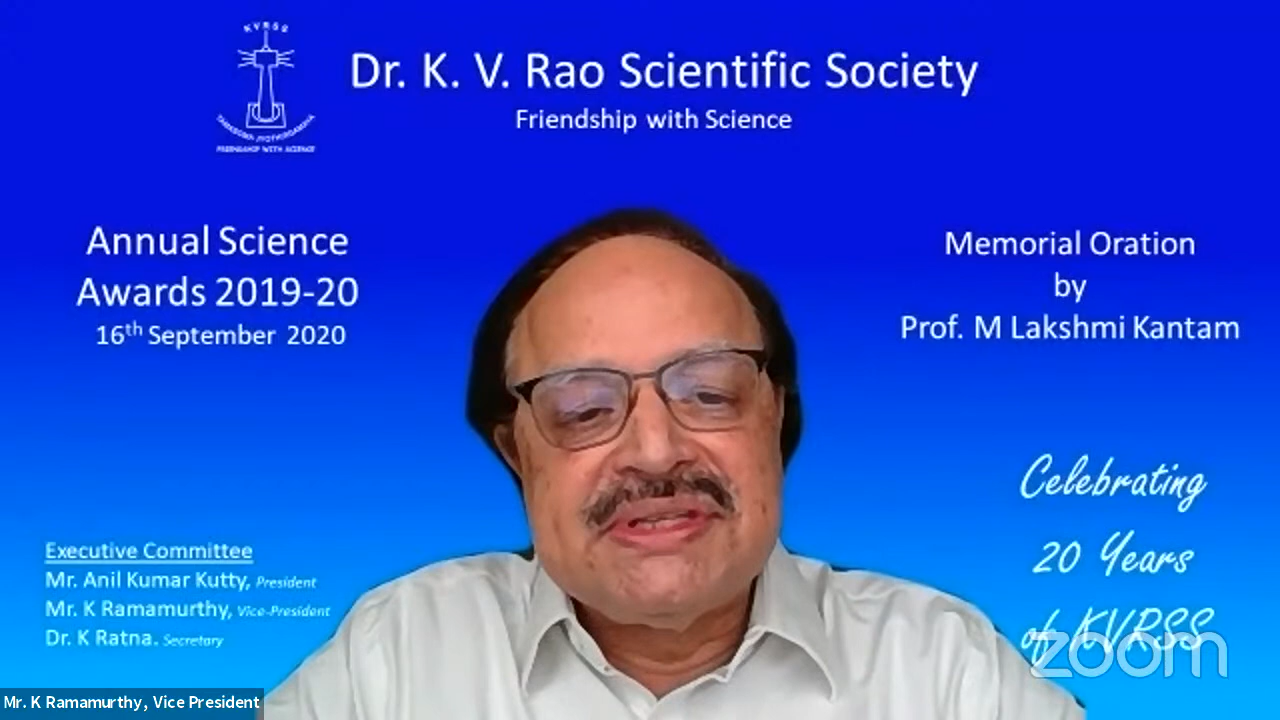 KVRSS
TAMASOMA JYOTHIRGAMAYA
FRIENDSHIP WITH SCIENCE
Dr. K. V. Rao Scientific Society
Friendship with Science
Annual Science
Awards 2019-20
16th September 2020
Memorial Oration
by
Prof. M Lakshmi Kantam
Celebrating
20 Years
of KVRSS
Executive Committee
Mr. Anil Kumar Kutty, President
Mr. K Ramamurthy, Vice-President
Dr. K Ratna. Secretary
zoom
Mr. K Ramamurthy, Vice President